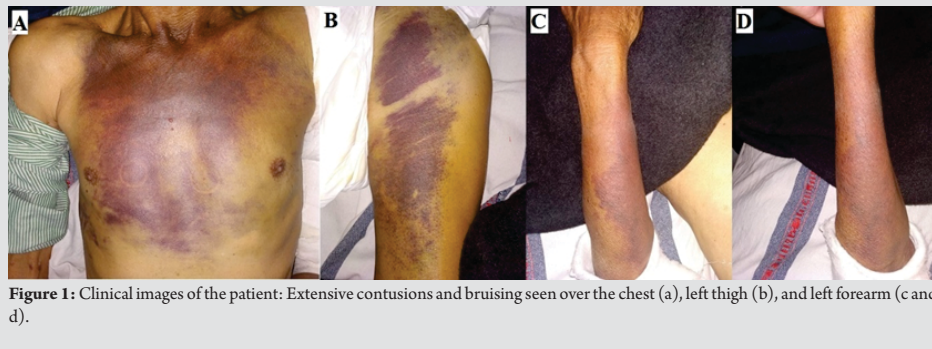 A B C D
Figure 1: Clinical images of the patient: Extensive contusions and bruising seen over the chest (a), left thigh (b), and left forearm (c and
d).